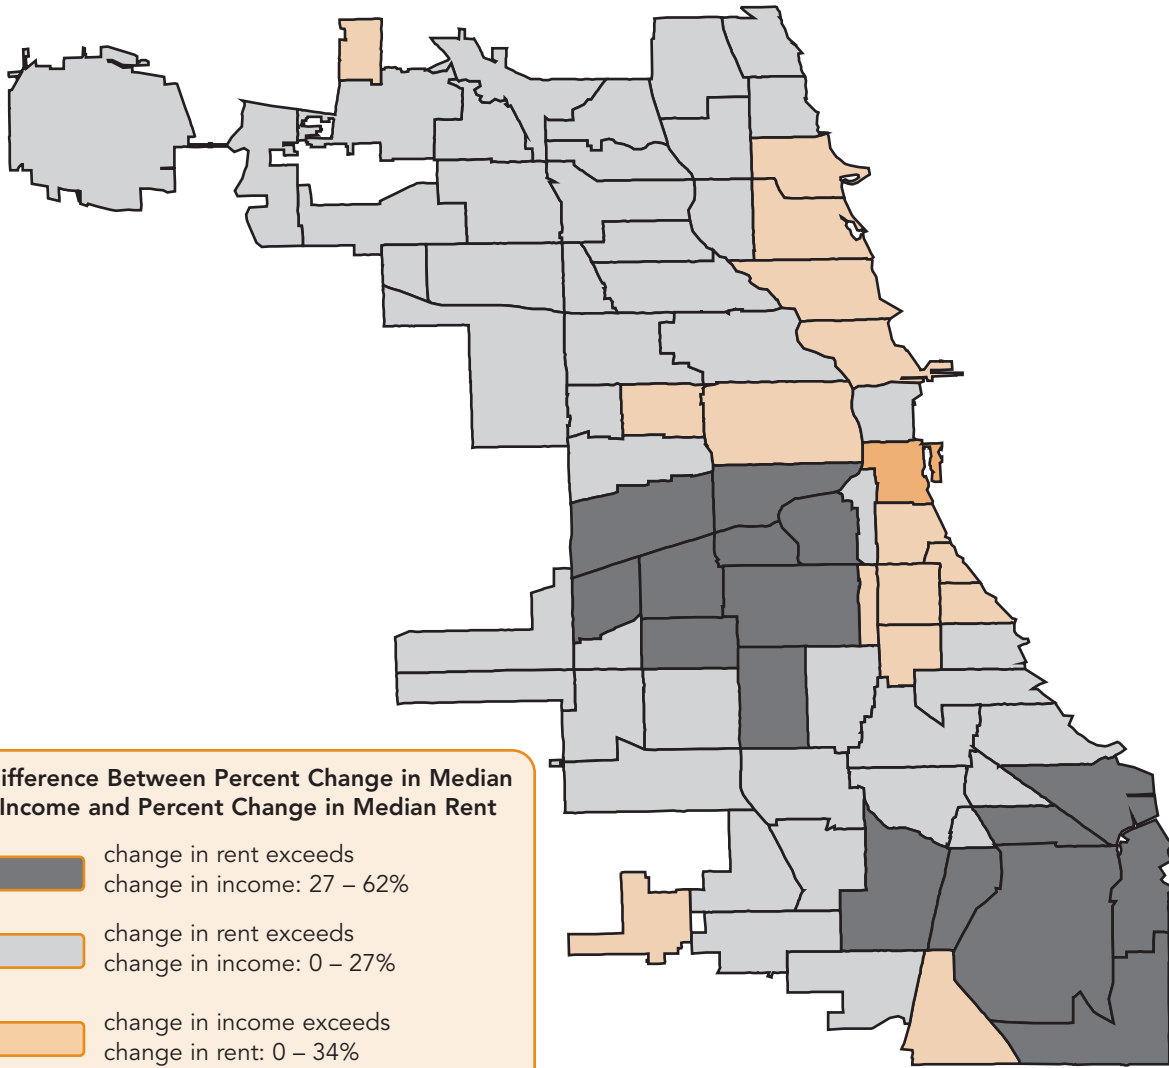 ifference Between Percent Change in Median
Income and Percent Change in Median Rent
change in rent exceeds
change in income: 27 – 62%
change in rent exceeds
change in income: 0 – 27%
change in income exceeds
change in rent: 0 – 34%